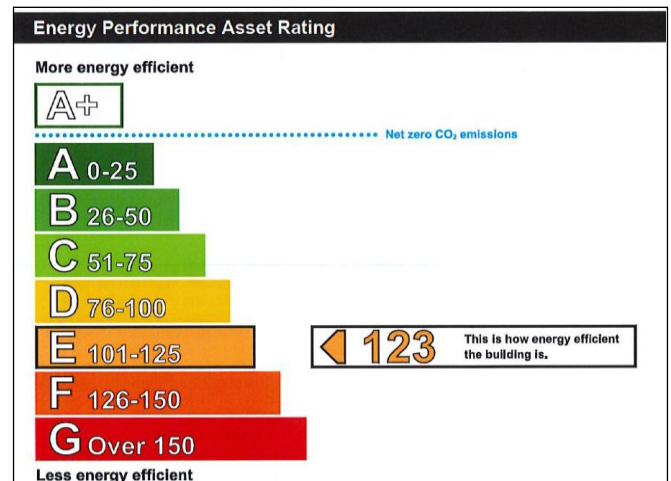 Energy Performance Asset Rating
More energy efficient
A+
Net zero CO₂ emissions
A 0-25
B 26-50
C 51-75
D 76-100
E 101-125
123 This is how energy efficient
the building is.
F 126-150
G Over 150
Less energy efficient